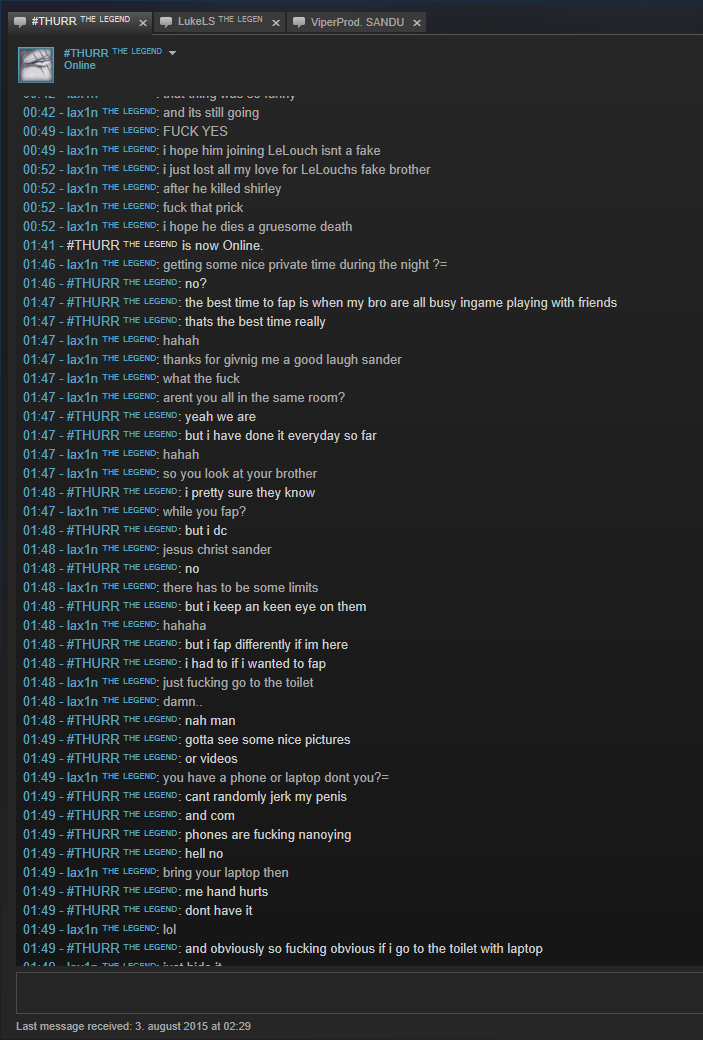 #THURR THE LEGEND
LukeLS THE LEGEN
ViperProd. SANDU
#THURR THE LEGEND
Online
00:42 - lax1n THE LEGEND: that thing was so funny
00:42 - lax1n THE LEGEND: and its still going
00:49 - lax1n THE LEGEND: FUCK YES
00:49 - lax1n THE LEGEND: i hope him joining LeLouch isnt a fake
00:52 - lax1n THE LEGEND: i just lost all my love for LeLouchs fake brother
00:52 - lax1n THE LEGEND: after he killed shirley
00:52 - lax1n THE LEGEND: fuck that prick
00:52 - lax1n THE LEGEND: i hope he dies a gruesome death
01:41 - #THURR THE LEGEND is now Online.
01:46 - lax1n THE LEGEND: getting some nice private time during the night ?=
01:46 - #THURR THE LEGEND: no?
01:47 - #THURR THE LEGEND: the best time to fap is when my bro are all busy ingame playing with friends
01:47 - #THURR THE LEGEND: thats the best time really
01:47 - lax1n THE LEGEND: hahah
01:47 - lax1n THE LEGEND: thanks for givnig me a good laugh sander
01:47 - lax1n THE LEGEND: what the fuck
01:47 - lax1n THE LEGEND: arent you all in the same room?
01:47 - #THURR THE LEGEND: yeah we are
01:47 - #THURR THE LEGEND: but i have done it everyday so far
01:47 - lax1n THE LEGEND: hahah
01:47 - lax1n THE LEGEND: so you look at your brother
01:48 - #THURR THE LEGEND: i pretty sure they know
01:47 - lax1n THE LEGEND: while you fap?
01:48 - #THURR THE LEGEND: but i dc
01:48 - lax1n THE LEGEND: jesus christ sander
01:48 - #THURR THE LEGEND: no
01:48 - lax1n THE LEGEND: there has to be some limits
01:48 - #THURR THE LEGEND: but i keep an keen eye on them
01:48 - lax1n THE LEGEND: hahaha
01:48 - #THURR THE LEGEND: but i fap differently if im here
01:48 - #THURR THE LEGEND: i had to if i wanted to fap
01:48 - lax1n THE LEGEND: just fucking go to the toilet
01:48 - lax1n THE LEGEND: damn..
01:48 - #THURR THE LEGEND: nah man
01:49 - #THURR THE LEGEND: gotta see some nice pictures
01:49 - #THURR THE LEGEND: or videos
01:49 - lax1n THE LEGEND: you have a phone or laptop dont you?=
01:49 - #THURR THE LEGEND: cant randomly jerk my penis
01:49 - #THURR THE LEGEND: and com
01:49 - #THURR THE LEGEND: phones are fucking nanoying
01:49 - #THURR THE LEGEND: hell no
01:49 - lax1n THE LEGEND: bring your laptop then
01:49 - #THURR THE LEGEND: me hand hurts
01:49 - #THURR THE LEGEND: dont have it
01:49 - lax1n THE LEGEND: lol
01:49 - #THURR THE LEGEND: and obviously so fucking obvious if i go to the toilet with laptop
01:49 - lax1n THE LEGEND: just hide it
Last message received: 3. august 2015 at 02:29